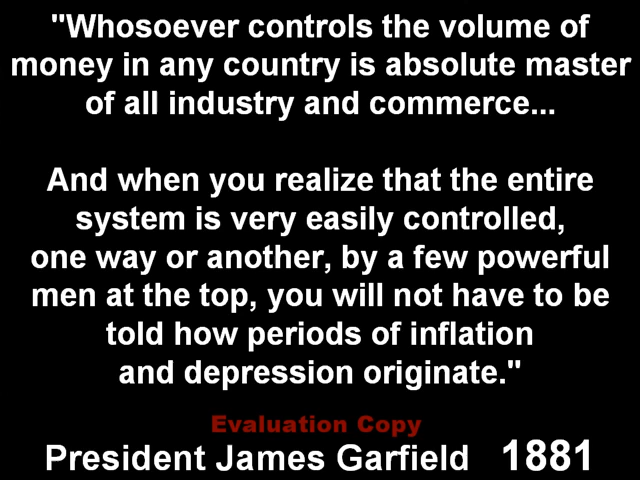 "Whosoever controls the volume of
money in any country is absolute master
of all industry and commerce...
And when you realize that the entire
system is very easily controlled,
one way or another, by a few powerful
men at the top, you will not have to be
told how periods of inflation
and depression originate."
Evaluation Copy
President James Garfield 1881